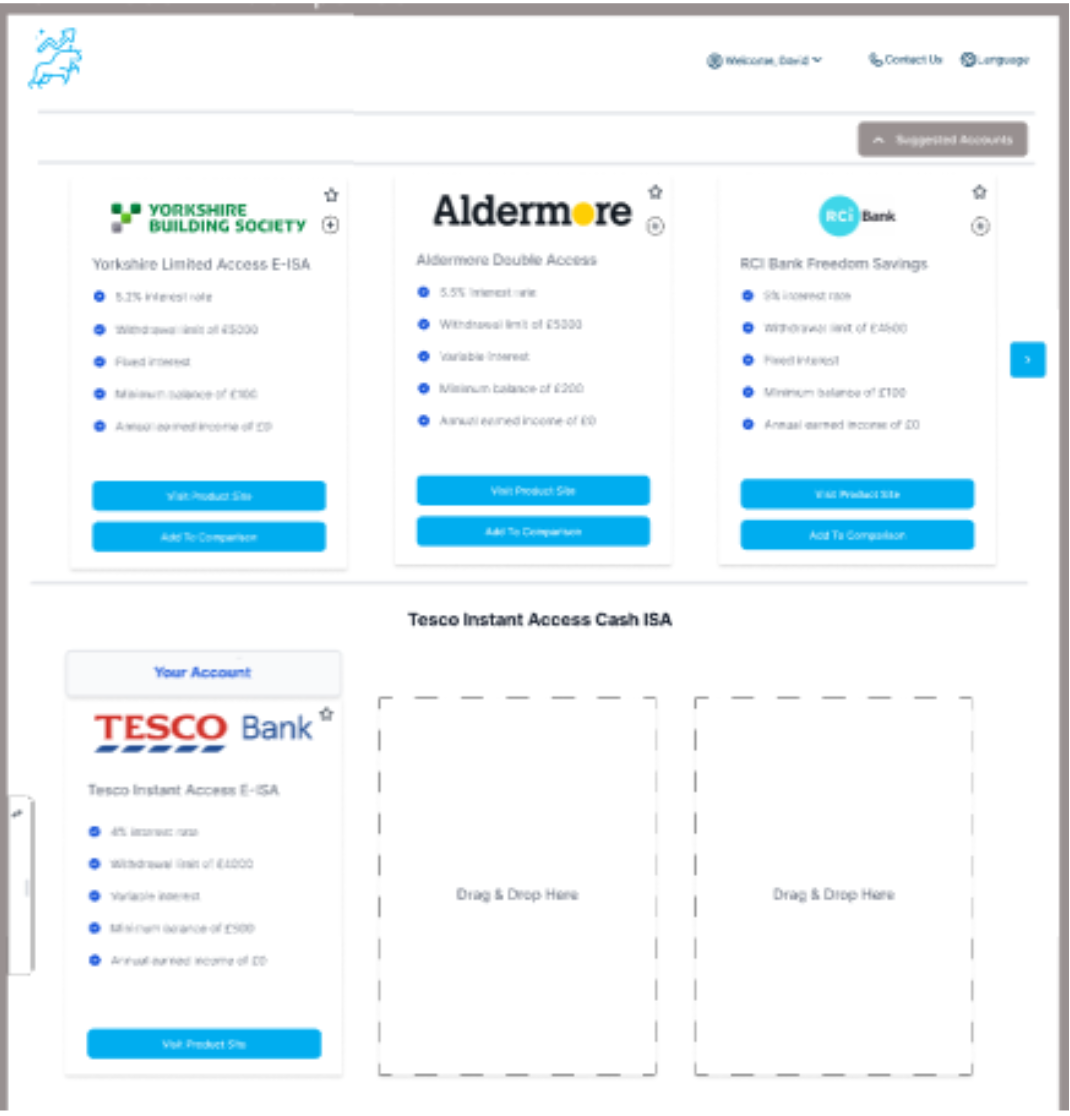 Welcome, David
Contact Us
Language
Suggested Accounts
YORKSHIRE
BUILDING SOCIETY
Yorkshire Limited Access E-ISA
5.2% interest rate
Withdrawal limit of £5000
Fixed interest
Minimum balance of £100
Annual earned income of £0
Visit Product Site
Add To Comparison
Aldermore
Aldermore Double Access
5.5% interest rate
Withdrawal limit of £5000
Variable interest
Minimum balance of £200
Annual earned income of £0
Visit Product Site
Add To Comparison
RCi Bank
RCI Bank Freedom Savings
5% interest rate
Withdrawal limit of £4500
Fixed interest
Minimum balance of £100
Annual earned income of £0
Visit Product Site
Add To Comparison
Tesco Instant Access Cash ISA
Your Account
TESCO Bank
Tesco Instant Access E-ISA
4% interest rate
Withdrawal limit of £4000
Variable interest
Minimum balance of £500
Annual earned income of £0
Visit Product Site
Drag & Drop Here
Drag & Drop Here